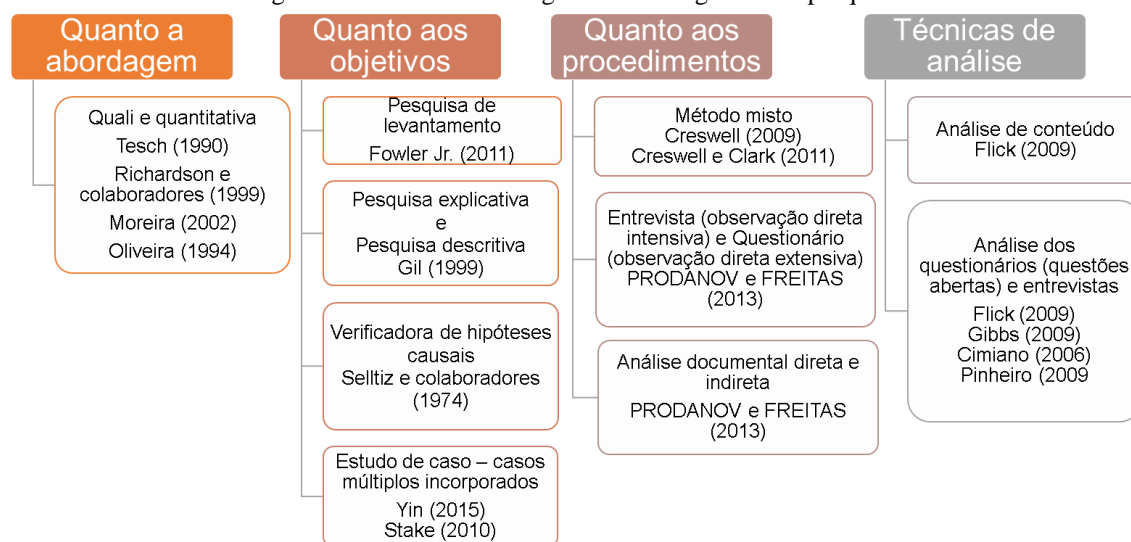 Quanto a
abordagem
Quali e quantitativa
Tesch (1990)
Richardson e
colaboradores (1999)
Moreira (2002)
Oliveira (1994)
Quanto aos
objetivos
Pesquisa de
levantamento
Fowler Jr. (2011)
Pesquisa explicativa
e
Pesquisa descritiva
Gil (1999)
Verificadora de hipóteses
causais
Selltiz e colaboradores
(1974)
Estudo de caso – casos
múltiplos incorporados
Yin (2015)
Stake (2010)
Quanto aos
procedimentos
Método misto
Creswell (2009)
Creswell e Clark (2011)
Entrevista (observação direta
intensiva) e Questionário
(observação direta extensiva)
PRODANOV e FREITAS
(2013)
Análise documental direta e
indireta
PRODANOV e FREITAS
(2013)
Técnicas de
análise
Análise de conteúdo
Flick (2009)
Análise dos
questionários (questões
abertas) e entrevistas
Flick (2009)
Gibbs (2009)
Cimiano (2006)
Pinheiro (2009